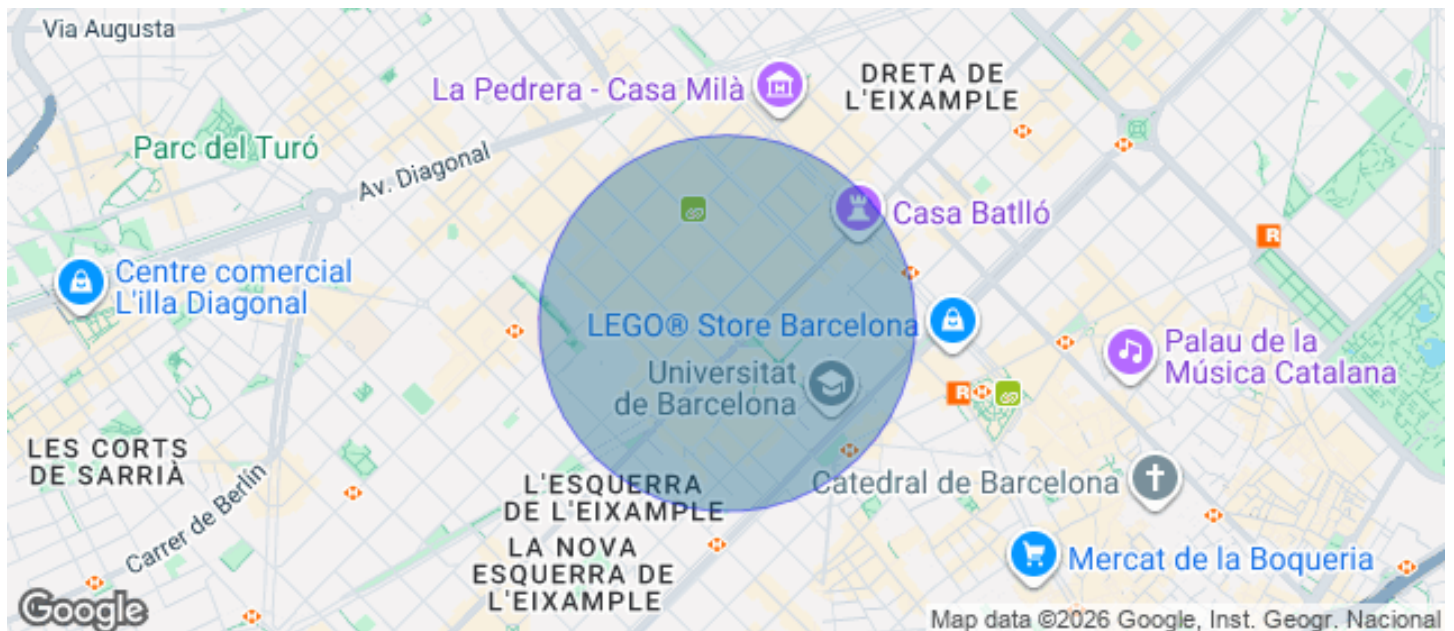 Via Augusta
La Pedrera - Casa Milà
DRETA DE
L'EIXAMPLE
Parc del Turó
Av. Diagonal
Casa Batlló
R
Centre comercial
L'illa Diagonal
LEGO® Store Barcelona
Palau de la
Música Catalana
Universitat
de Barcelona
R
LES CORTS
DE SARRIÀ
Carrer de Berlín
L'ESQUERRA
DE L'EIXAMPLE
Catedral de Barcelona
LA NOVA
ESQUERRA DE
L'EIXAMPLE
Mercat de la Boqueria
Google
Map data ©2026 Google, Inst. Geogr. Nacional